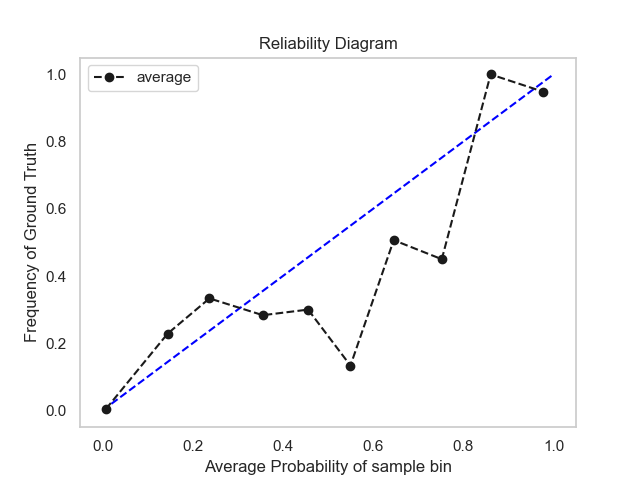 Reliability Diagram
average
Frequency of Ground Truth
1.0
0.8
0.6
0.4
0.2
0.0
0.0 0.2 0.4 0.6 0.8 1.0
Average Probability of sample bin